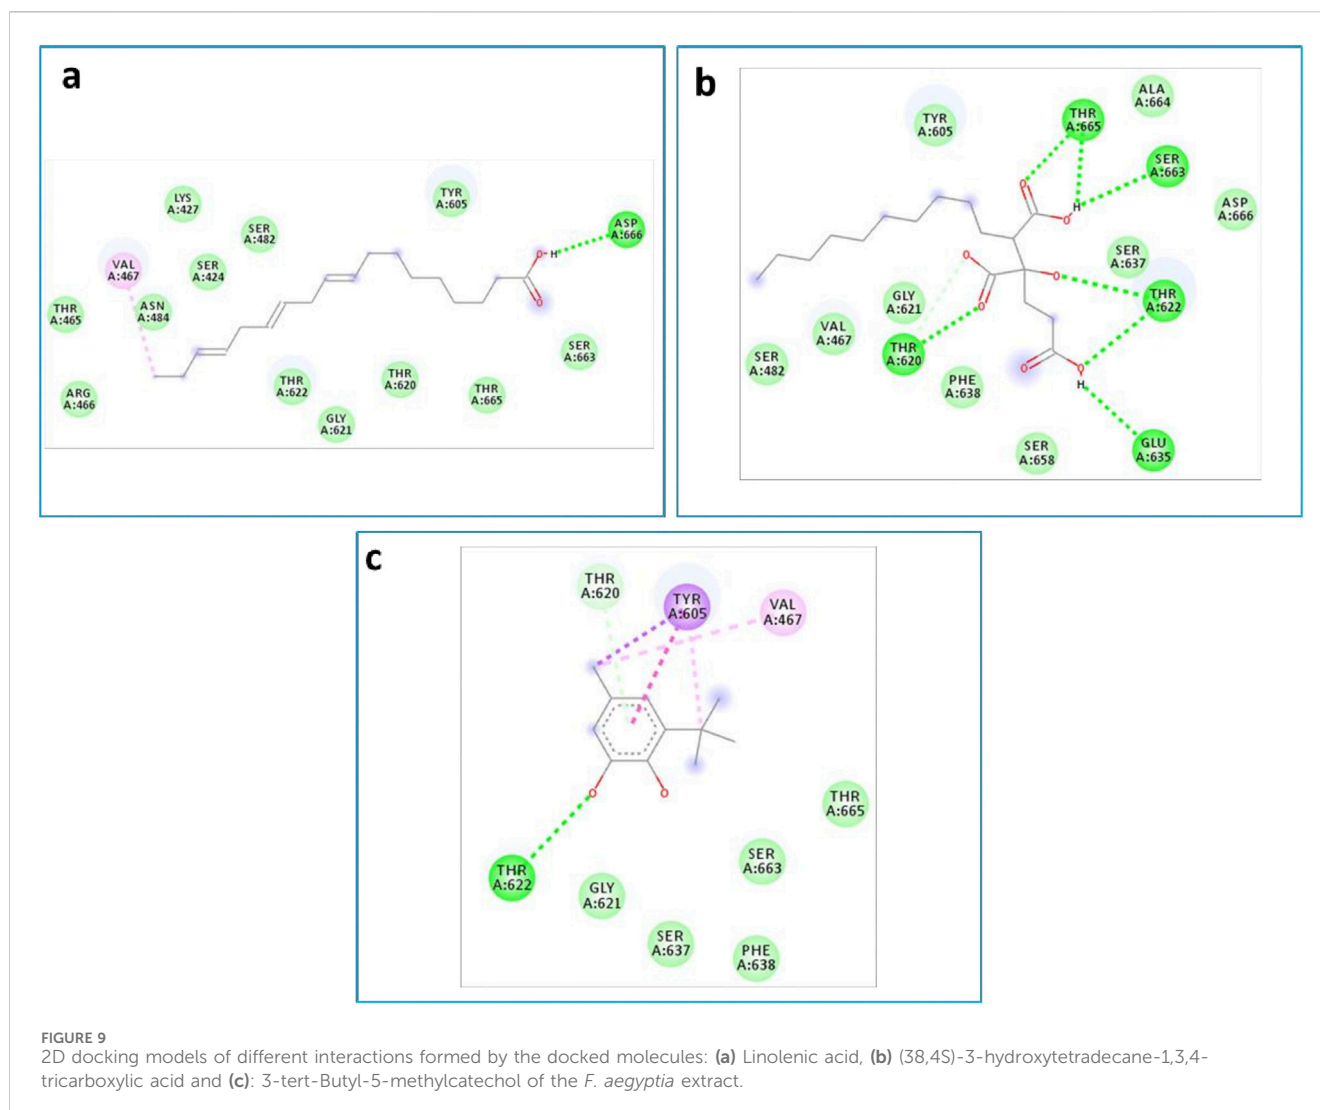 a
LYS
A:427
SER
A:482
TYR
A:605
ASP
A:666
VAL
A:467
SER
A:424
THR
A:465
ASN
A:484
ARG
A:466
THR
A:622
GLY
A:621
THR
A:620
THR
A:665
SER
A:663
O
H
O
b
TYR
A:605
THR
A:665
ALA
A:664
SER
A:663
ASP
A:666
SER
A:637
THR
A:622
GLY
A:621
VAL
A:467
THR
A:620
SER
A:482
PHE
A:638
SER
A:658
GLU
A:635
O
H
O
O
O
O
O
O
H
c
THR
A:620
TYR
A:605
VAL
A:467
O
O
THR
A:665
THR
A:622
SER
A:663
GLY
A:621
SER
A:637
PHE
A:638
FIGURE 9
2D docking models of different interactions formed by the docked molecules: (a) Linolenic acid, (b) (38,4S)-3-hydroxytetradecane-1,3,4-
tricarboxylic acid and (c): 3-tert-Butyl-5-methylcatechol of the F. aegyptia extract.